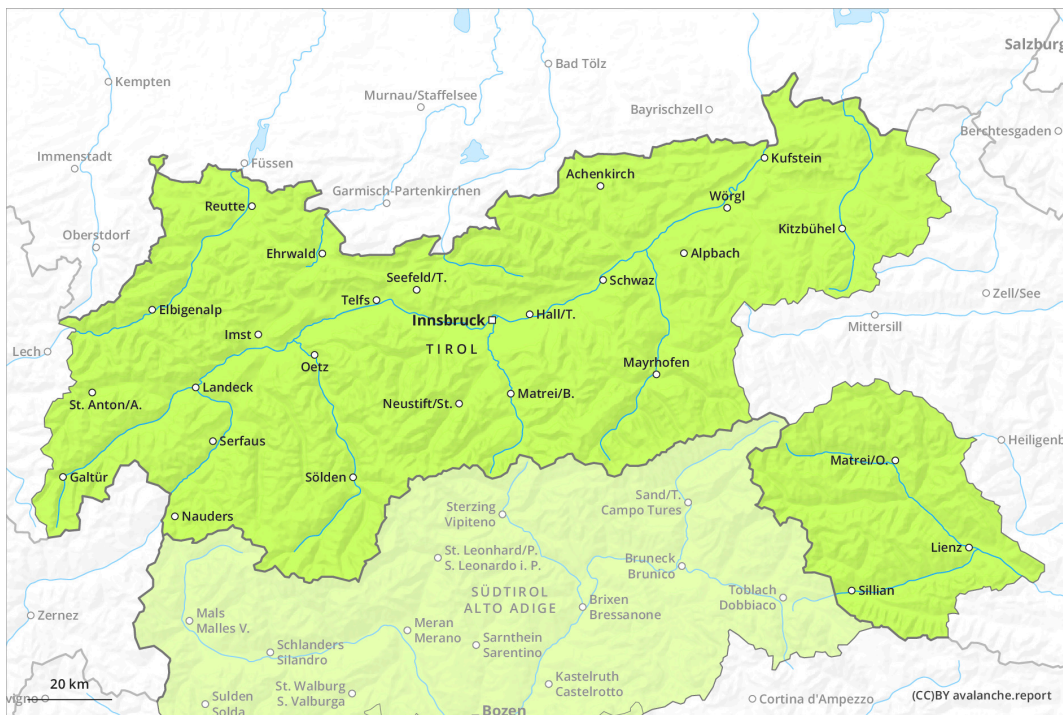 Salzburg
Kempten
Bad Tölz
Murnau/Staffelsee
Bayrischzell
Berchtesgaden
Immenstadt
Füssen
Kufstein
Achenkirch
Garmisch-Partenkirchen
Reutte
Wörgl
Oberstdorf
Kitzbühel
Ehrwald
Alpbach
Seefeld/T.
Schwaz
Zell/See
Telfs
Elbigenalp
Hall/T.
Innsbruck
Mittersill
Imst
TIROL
Lech
Oetz
Mayrhofen
Landeck
Matrei/B.
St. Anton/A.
Neustift/St.
Serfaus
Heiligenb
Matrei/O.
Galtür
Sölden
Sand/T.
Campo Tures
Sterzing
Vipiteno
Nauders
Lienz
St. Leonhard/P.
S. Leonardo i. P.
Bruneck
Brunico
Sillian
SÜDTIROL
ALTO ADIGE
Toblach
Dobbiaco
Brixen
Bressanone
Zernez
Mals
Malles V.
Meran
Merano
Sarnthein
Sarentino
Schlanders
Silandro
Kastelruth
Castelrotto
20 km
St. Walburg
S. Valburga
vigno
Sulden
Solda
Cortina d'Ampezzo
(CC)BY avalanche.report
Bozen